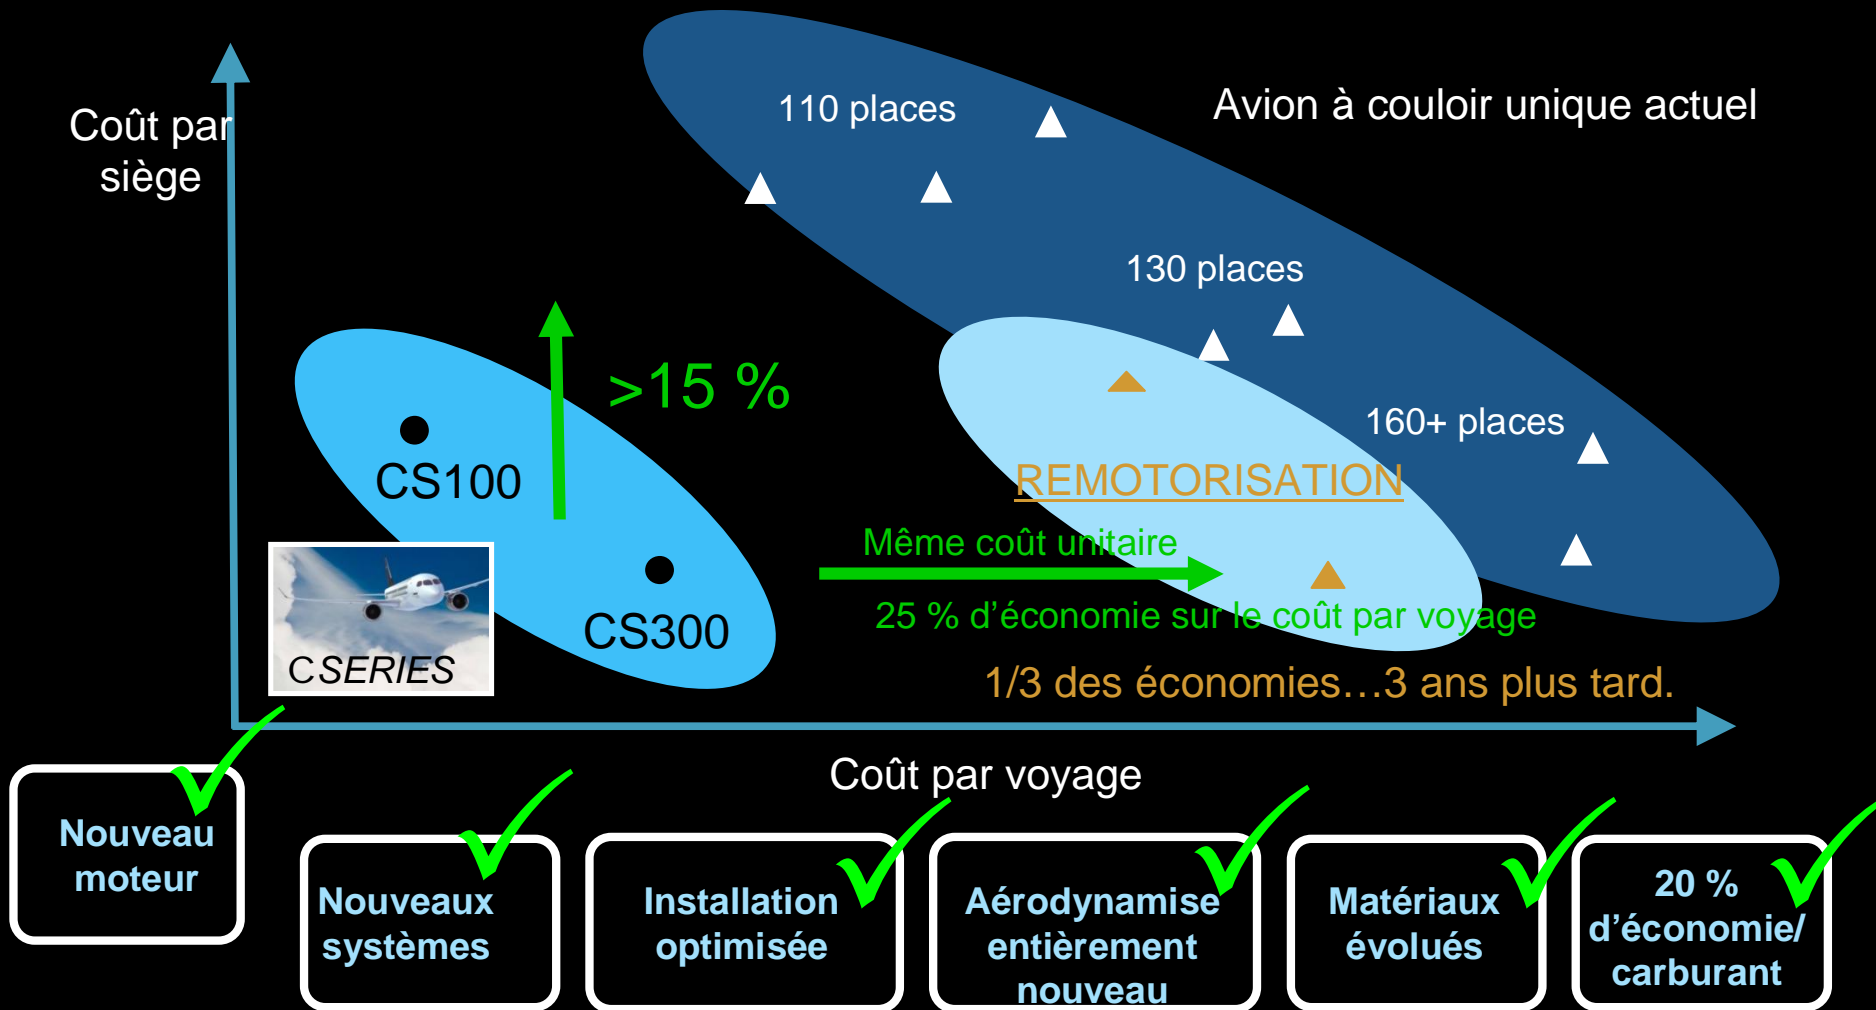 Coût par
siège
110 places
Avion à couloir unique actuel
130 places
>15 %
160+ places
CS100
REMOTORISATION
Même coût unitaire
25 % d’économie sur le coût par voyage
CS300
CSERIES
1/3 des économies…3 ans plus tard.
Coût par voyage
Nouveau
moteur
Nouveaux
systèmes
Installation
optimisée
Aérodynamise
entièrement
nouveau
Matériaux
évolués
20 %
d’économie/
carburant